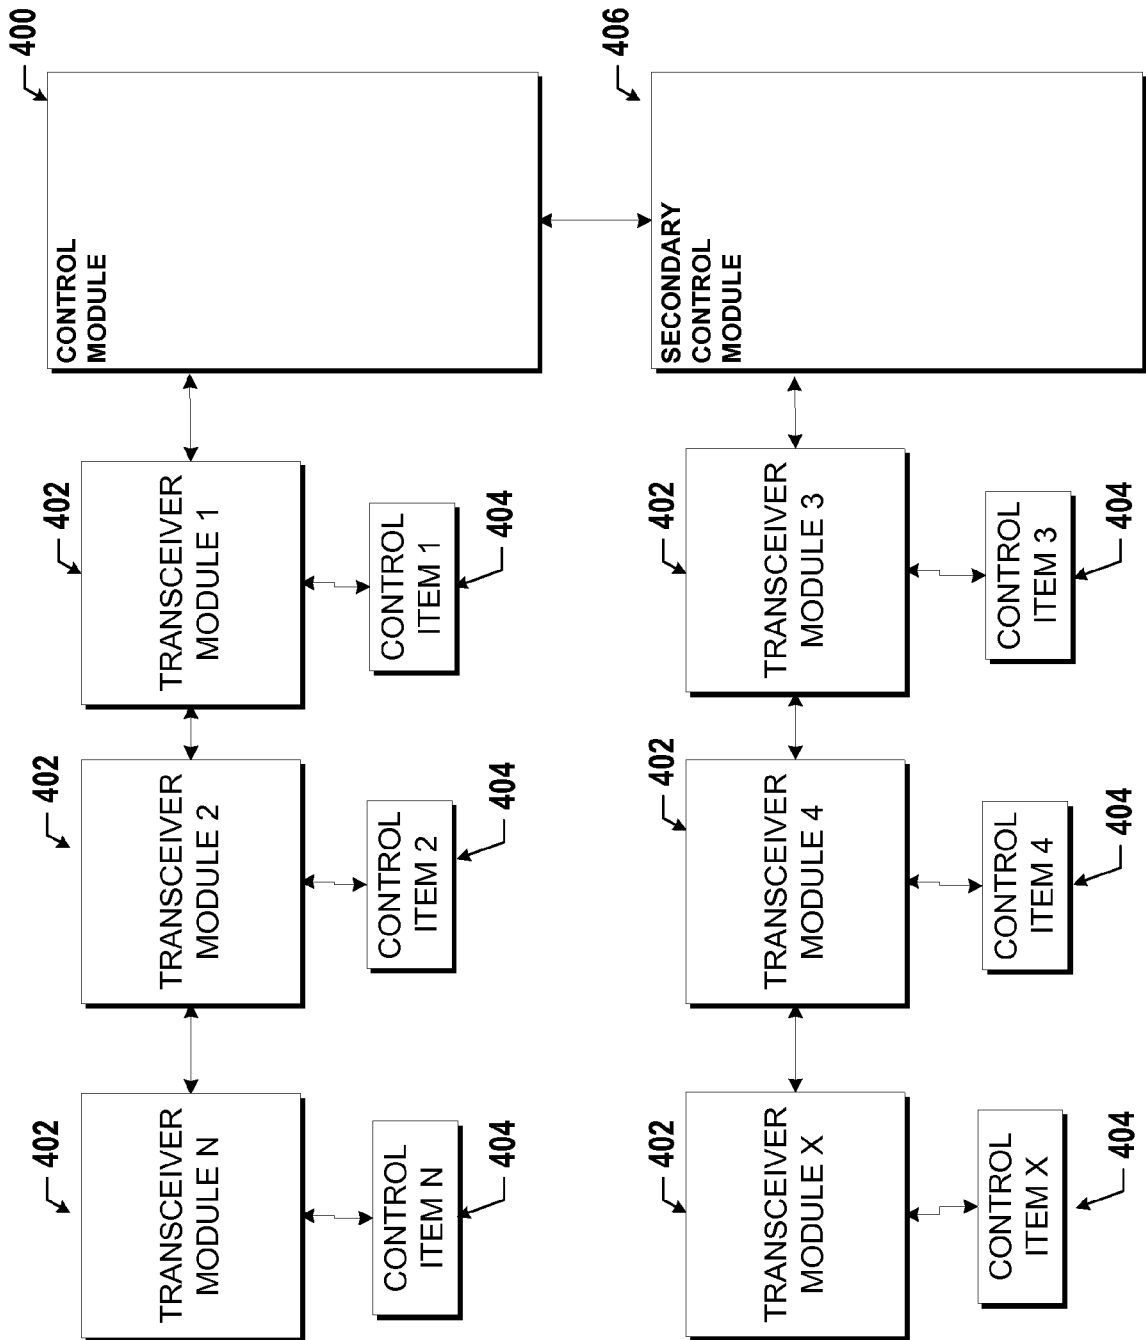 400
CONTROL
MODULE
402
TRANSCEIVER
MODULE 1
CONTROL
ITEM 1
404
402
TRANSCEIVER
MODULE 2
CONTROL
ITEM 2
404
402
TRANSCEIVER
MODULE N
CONTROL
ITEM N
404
406
SECONDARY
CONTROL
MODULE
402
TRANSCEIVER
MODULE 3
CONTROL
ITEM 3
404
402
TRANSCEIVER
MODULE 4
CONTROL
ITEM 4
404
402
TRANSCEIVER
MODULE X
CONTROL
ITEM X
404